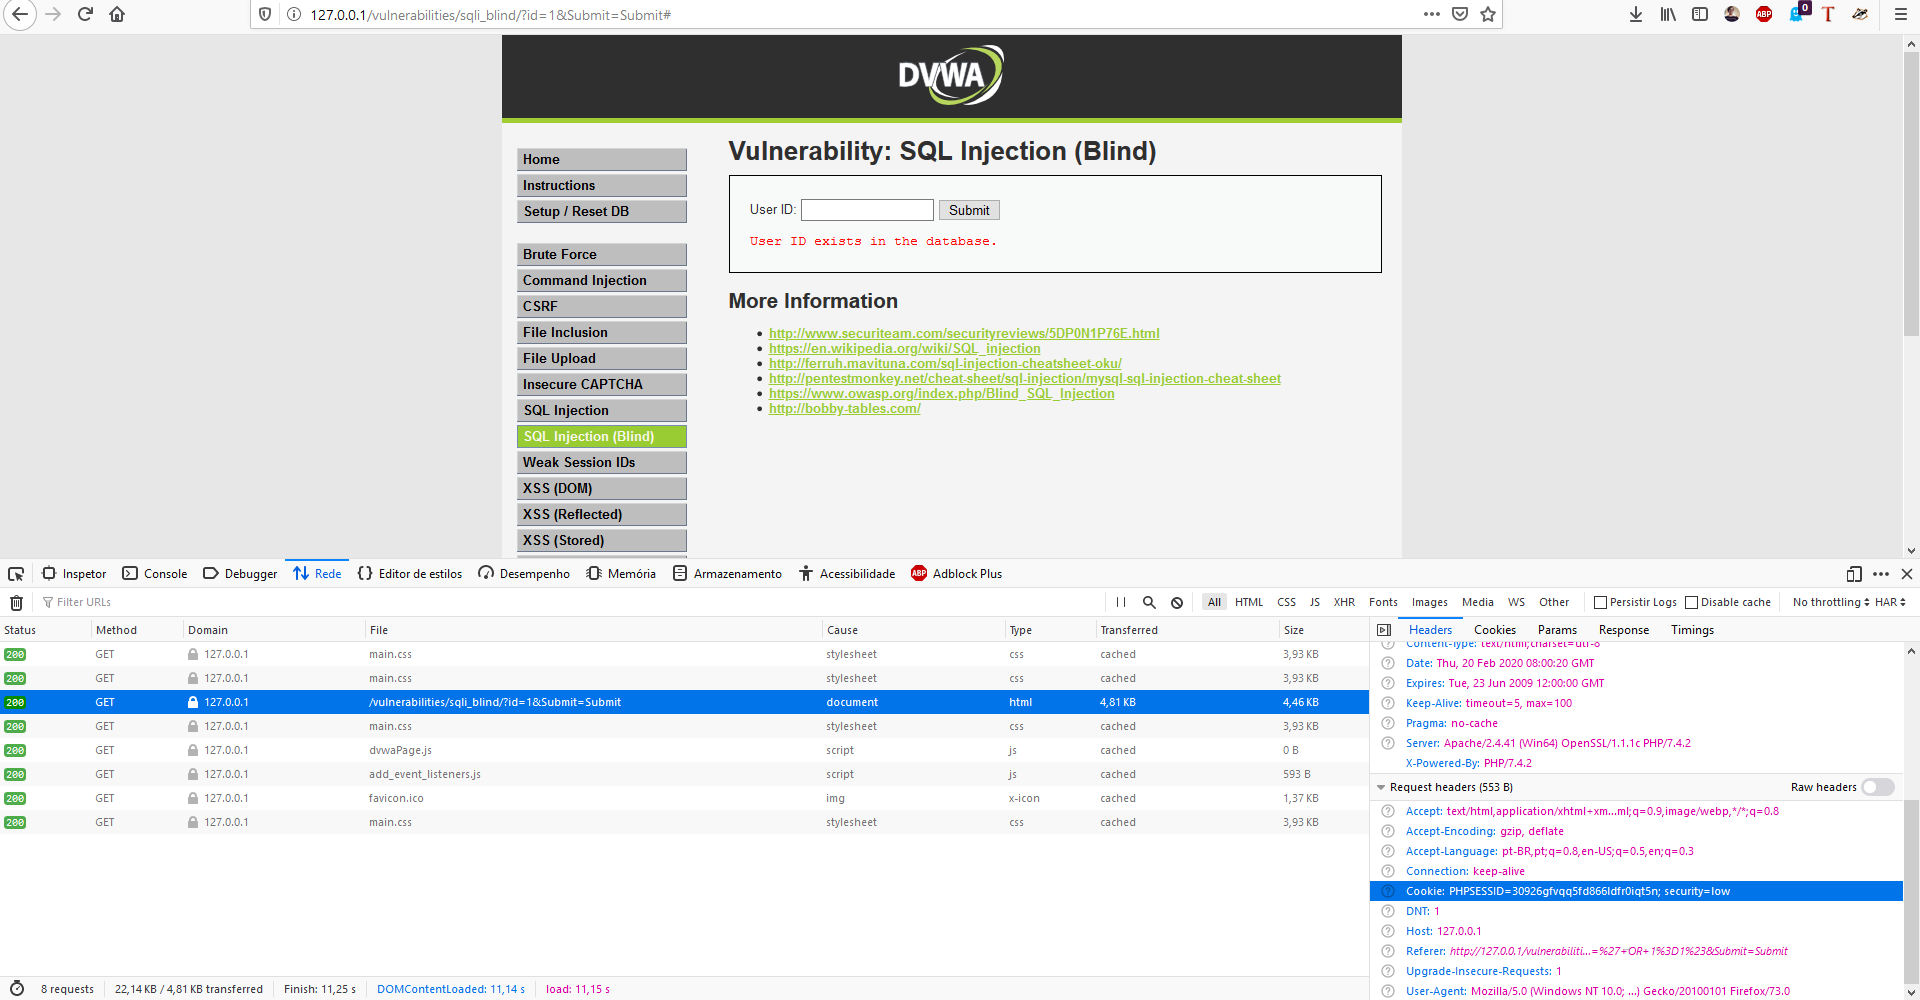 127.0.0.1/vulnerabilities/sqli_blind/?id=1&Submit=Submit#
ABP
0
T
DVWA
Home
Instructions
Setup / Reset DB
Brute Force
Command Injection
CSRF
File Inclusion
File Upload
Insecure CAPTCHA
SQL Injection
SQL Injection (Blind)
Weak Session IDs
XSS (DOM)
XSS (Reflected)
XSS (Stored)
Vulnerability: SQL Injection (Blind)
User ID: Submit
User ID exists in the database.
More Information
http://www.securiteam.com/securityreviews/5DP0N1P76E.html
https://en.wikipedia.org/wiki/SQL_injection
http://ferruh.mavituna.com/sql-injection-cheatsheet-oku/
http://pentestmonkey.net/cheat-sheet/sql-injection/mysql-sql-injection-cheat-sheet
https://www.owasp.org/index.php/Blind_SQL_Injection
http://bobby-tables.com/
Inspetor Console Debugger Rede Editor de estilos Desempenho Memória Armazenamento Acessibilidade ABP Adblock Plus
Filter URLs All HTML CSS JS XHR Fonts Images Media WS Other Persistir Logs Disable cache No throttling HAR
Status Method Domain File Cause Type Transferred Size
200 GET 127.0.0.1 main.css stylesheet css cached 3,93 KB
200 GET 127.0.0.1 main.css stylesheet css cached 3,93 KB
200 GET 127.0.0.1 /vulnerabilities/sqli_blind/?id=1&Submit=Submit document html 4,81 KB 4,46 KB
200 GET 127.0.0.1 main.css stylesheet css cached 3,93 KB
200 GET 127.0.0.1 dvwaPage.js script js cached 0 B
200 GET 127.0.0.1 add_event_listeners.js script js cached 593 B
200 GET 127.0.0.1 favicon.ico img x-icon cached 1,37 KB
200 GET 127.0.0.1 main.css stylesheet css cached 3,93 KB
Headers Cookies Params Response Timings
Content-Type: text/html;charset=utf-8
Date: Thu, 20 Feb 2020 08:00:20 GMT
Expires: Tue, 23 Jun 2009 12:00:00 GMT
Keep-Alive: timeout=5, max=100
Pragma: no-cache
Server: Apache/2.4.41 (Win64) OpenSSL/1.1.1c PHP/7.4.2
X-Powered-By: PHP/7.4.2
Request headers (553 B) Raw headers
Accept: text/html,application/xhtml+xm...ml;q=0.9,image/webp,*/*;q=0.8
Accept-Encoding: gzip, deflate
Accept-Language: pt-BR,pt;q=0.8,en-US;q=0.5,en;q=0.3
Connection: keep-alive
Cookie: PHPSESSID=30926gfvqq5fd866ldfr0iqt5n; security=low
DNT: 1
Host: 127.0.0.1
Referer: http://127.0.0.1/vulnerabiliti...=%27+OR+1%3D1%23&Submit=Submit
Upgrade-Insecure-Requests: 1
User-Agent: Mozilla/5.0 (Windows NT 10.0; ...) Gecko/20100101 Firefox/73.0
8 requests 22,14 KB / 4,81 KB transferred Finish: 11,25 s DOMContentLoaded: 11,14 s load: 11,15 s